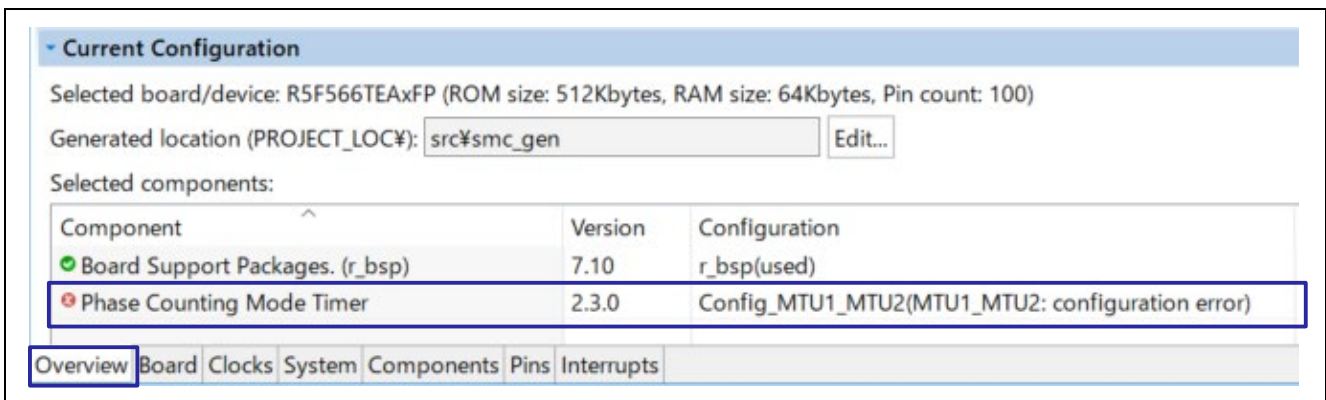 Current Configuration
Selected board/device: R5F566TEAxFP (ROM size: 512Kbytes, RAM size: 64Kbytes, Pin count: 100)
Generated location (PROJECT_LOC¥): src¥smc_gen Edit...
Selected components:
Component Version Configuration
Board Support Packages. (r_bsp) 7.10 r_bsp(used)
Phase Counting Mode Timer 2.3.0 Config_MTU1_MTU2(MTU1_MTU2: configuration error)
Overview Board Clocks System Components Pins Interrupts